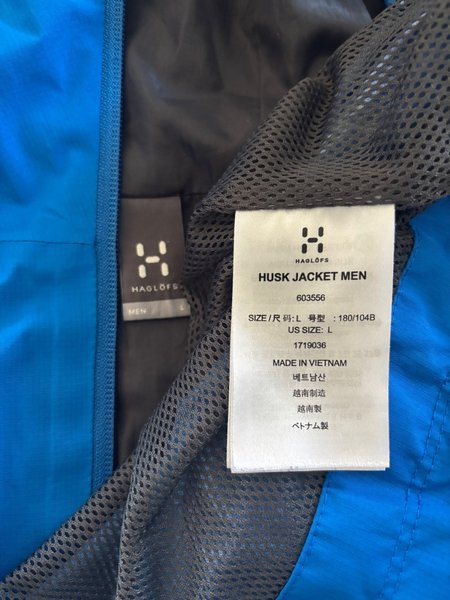 HAGLÖFS
MEN
HAGLÖFS
HUSK JACKET MEN
603556
SIZE / 尺码: L 号型 : 180/104B
US SIZE: L
1719036
MADE IN VIETNAM
베트남산
越南制造
越南製
ベトナム製